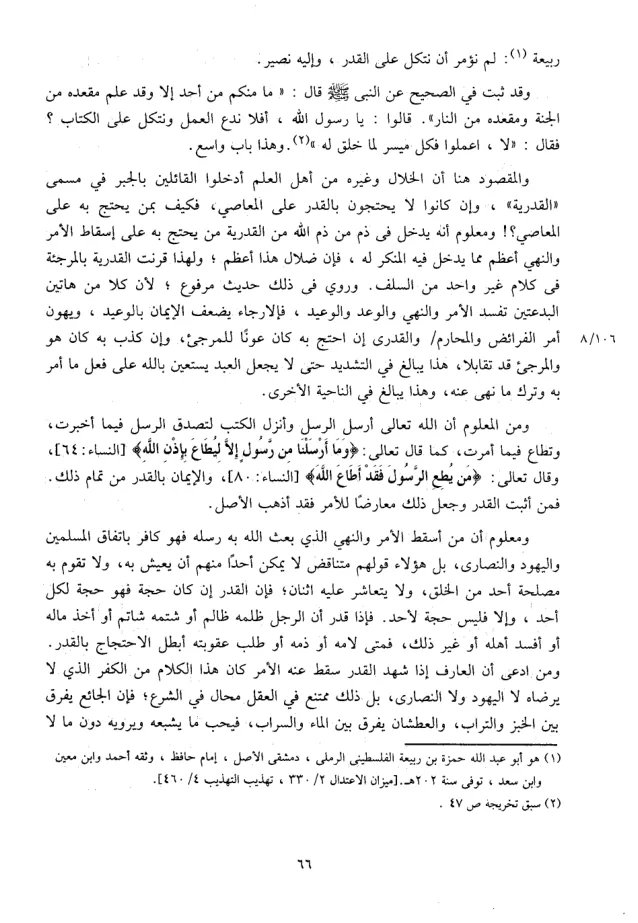 ربيعة (١): لم نؤمر أن نتكل على القدر ، وإليه نصير.
وقد ثبت في الصحيح عن النبى ﷺ قال : « ما منكم من أحد إلا وقد علم مقعده من
الجنة ومقعده من النار». قالوا : يا رسول الله ، أفلا ندع العمل ونتكل على الكتاب ؟
فقال : «لا ، اعملوا فكل ميسر لما خلق له »(٢).وهذا باب واسع.
والمقصود هنا أن الخلال وغيره من أهل العلم أدخلوا القائلين بالجبر في مسمى
«القدرية» ، وإن كانوا لا يحتجون بالقدر على المعاصي، فكيف بمن يحتج به على
المعاصي؟! ومعلوم أنه يدخل فى ذم من ذم الله من القدرية من يحتج به على إسقاط الأمر
والنهي أعظم مما يدخل فيه المنكر له ، فإن ضلال هذا أعظم ؛ ولهذا قرنت القدرية بالمرجئة
فى كلام غير واحد من السلف. وروي فى ذلك حديث مرفوع ؛ لأن كلا من هاتين
البدعتين تفسد الأمر والنهي والوعد والوعيد ، فالإرجاء يضعف الإيمان بالوعيد ، ويهون
أمر الفرائض والمحارم/ والقدرى إن احتج به كان عونًا للمرجئ، وإن كذب به كان هو
٨/١٠٦
والمرجئ قد تقابلا، هذا يبالغ في التشديد حتى لا يجعل العبد يستعين بالله على فعل ما أمر
به وترك ما نهى عنه، وهذا يبالغ في الناحية الأخرى.
ومن المعلوم أن الله تعالى أرسل الرسل وأنزل الكتب لتصدق الرسل فيما أخبرت،
وتطاع فيما أمرت، كما قال تعالى: ﴿وَمَا أَرْسَلْنَا مِن رَّسُولٍ إِلاَّ لِيُطَاعَ بِإِذْنِ اللَّهِ﴾ [النساء:٦٤]،
وقال تعالى: ﴿مَن يُطِعِ الرَّسُولَ فَقَدْ أَطَاعَ اللَّهَ﴾ [النساء: ٨٠]، والإيمان بالقدر من تمام ذلك.
فمن أثبت القدر وجعل ذلك معارضًا للأمر فقد أذهب الأصل.
ومعلوم أن من أسقط الأمر والنهي الذي بعث الله به رسله فهو كافر باتفاق المسلمين
واليهود والنصارى، بل هؤلاء قولهم متناقض لا يمكن أحدًا منهم أن يعيش به، ولا تقوم به
مصلحة أحد من الخلق، ولا يتعاشر عليه اثنان؛ فإن القدر إن كان حجة فهو حجة لكل
أحد ، وإلا فليس حجة لأحد. فإذا قدر أن الرجل ظلمه ظالم أو شتمه شاتم أو أخذ ماله
أو أفسد أهله أو غير ذلك، فمتى لامه أو ذمه أو طلب عقوبته أبطل الاحتجاج بالقدر.
ومن ادعى أن العارف إذا شهد القدر سقط عنه الأمر كان هذا الكلام من الكفر الذي لا
يرضاه لا اليهود ولا النصارى، بل ذلك ممتنع في العقل محال في الشرع؛ فإن الجائع يفرق
بين الخبز والتراب، والعطشان يفرق بين الماء والسراب، فيحب ما يشبعه ويرويه دون ما لا
(١) هو أبو عبد الله حمزة بن ربيعة الفلسطينى الرملى ، دمشقى الأصل ، إمام حافظ ، وثقه أحمد وابن معين
وابن سعد ، توفى سنة ٢٠٢هـ.[ميزان الاعتدال ٢/ ٣٣٠ ، تهذيب التهذيب ٤/ ٤٦٠].
(٢) سبق تخريجه ص ٤٧ .
٦٦